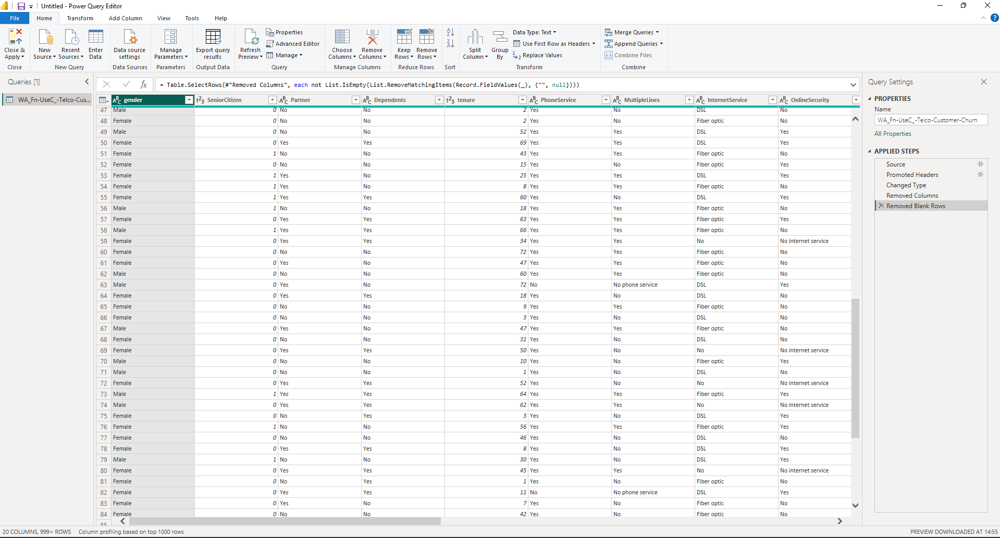 Untitled - Power Query Editor
File Home Transform Add Column View Tools Help
Close & Apply
New Source
Recent Sources
Enter Data
Data source settings
Manage Parameters
Export query results
Refresh Preview
Properties
Advanced Editor
Manage
Choose Columns
Remove Columns
Keep Rows
Remove Rows
Split Column
Group By
Data Type: Text
Use First Row as Headers
Replace Values
Merge Queries
Append Queries
Combine Files
Close New Query Data Sources Parameters Output Data Query Manage Columns Reduce Rows Sort Transform Combine
Queries [1]
WA_Fn-UseC_-Telco-Cus...
= Table.SelectRows(#"Removed Columns", each not List.IsEmpty(List.RemoveMatchingItems(Record.FieldValues(_), {"", null})))
gender SeniorCitizen Partner Dependents tenure PhoneService MultipleLines InternetService OnlineSecurity
47 Male 0 No No 2 Yes No DSL No
48 Female 0 No No 2 Yes No Fiber optic No
49 Male 0 No No 52 Yes Yes DSL Yes
50 Female 0 Yes Yes 69 Yes Yes DSL Yes
51 Female 1 No No 43 Yes Yes Fiber optic No
52 Female 0 No No 15 Yes No Fiber optic Yes
53 Female 1 Yes No 25 Yes Yes DSL Yes
54 Female 1 Yes No 8 Yes Yes Fiber optic No
55 Female 1 Yes Yes 60 Yes No DSL Yes
56 Male 1 No No 18 Yes Yes Fiber optic No
57 Female 0 Yes Yes 63 Yes Yes Fiber optic Yes
58 Male 1 Yes Yes 66 Yes Yes Fiber optic No
59 Female 0 Yes Yes 34 Yes Yes No No internet service
60 Female 0 No No 72 Yes Yes Fiber optic No
61 Female 0 Yes No 47 Yes Yes Fiber optic No
62 Male 0 No No 60 Yes Yes Fiber optic No
63 Male 0 Yes No 72 No No phone service DSL Yes
64 Female 0 Yes Yes 18 Yes No DSL No
65 Female 0 No No 9 Yes Yes Fiber optic No
66 Female 0 No No 3 Yes No DSL No
67 Male 0 Yes No 47 Yes Yes Fiber optic No
68 Female 0 No No 31 Yes No DSL No
69 Female 0 Yes Yes 50 Yes No No No internet service
70 Male 0 No No 10 Yes No Fiber optic Yes
71 Male 0 No No 1 Yes No DSL No
72 Female 0 Yes Yes 52 Yes No No No internet service
73 Male 1 Yes Yes 64 Yes Yes Fiber optic Yes
74 Male 0 Yes Yes 62 Yes Yes No No internet service
75 Female 0 No Yes 3 Yes No DSL Yes
76 Female 1 No No 56 Yes Yes Fiber optic Yes
77 Female 0 No No 46 Yes No DSL No
78 Female 0 Yes Yes 8 Yes No DSL Yes
79 Male 1 No No 30 Yes No DSL Yes
80 Female 0 Yes Yes 45 Yes Yes No No internet service
81 Female 0 No Yes 1 Yes No Fiber optic No
82 Female 0 Yes Yes 11 No No phone service DSL Yes
83 Female 0 Yes No 7 Yes No Fiber optic No
84 Female 0 No No 42 Yes No Fiber optic No
85
Query Settings
PROPERTIES
Name
WA_Fn-UseC_-Telco-Customer-Churn
All Properties
APPLIED STEPS
Source
Promoted Headers
Changed Type
Removed Columns
Removed Blank Rows
20 COLUMNS, 999+ ROWS Column profiling based on top 1000 rows
PREVIEW DOWNLOADED AT 14:55